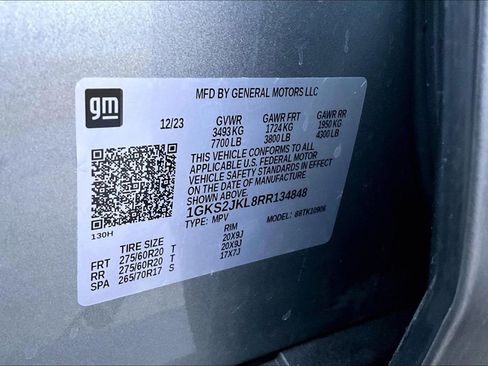 gm
MFD BY GENERAL MOTORS LLC
12/23 GVWR GAWR FRT GAWR RR
3493 KG 1724 KG 1950 KG
7700 LB 3800 LB 4300 LB
THIS VEHICLE CONFORMS TO ALL
APPLICABLE U.S. FEDERAL MOTOR
VEHICLE SAFETY STANDARDS IN EFFECT
ON THE DATE OF MANUFACTURE
1GKS2JKL8RR134848
130H TYPE: MPV MODEL: 88TK10906
TIRE SIZE RIM
FRT 275/60R20 T 20X9J
RR 275/60R20 T 20X9J
SPA 265/70R17 S 17X7J